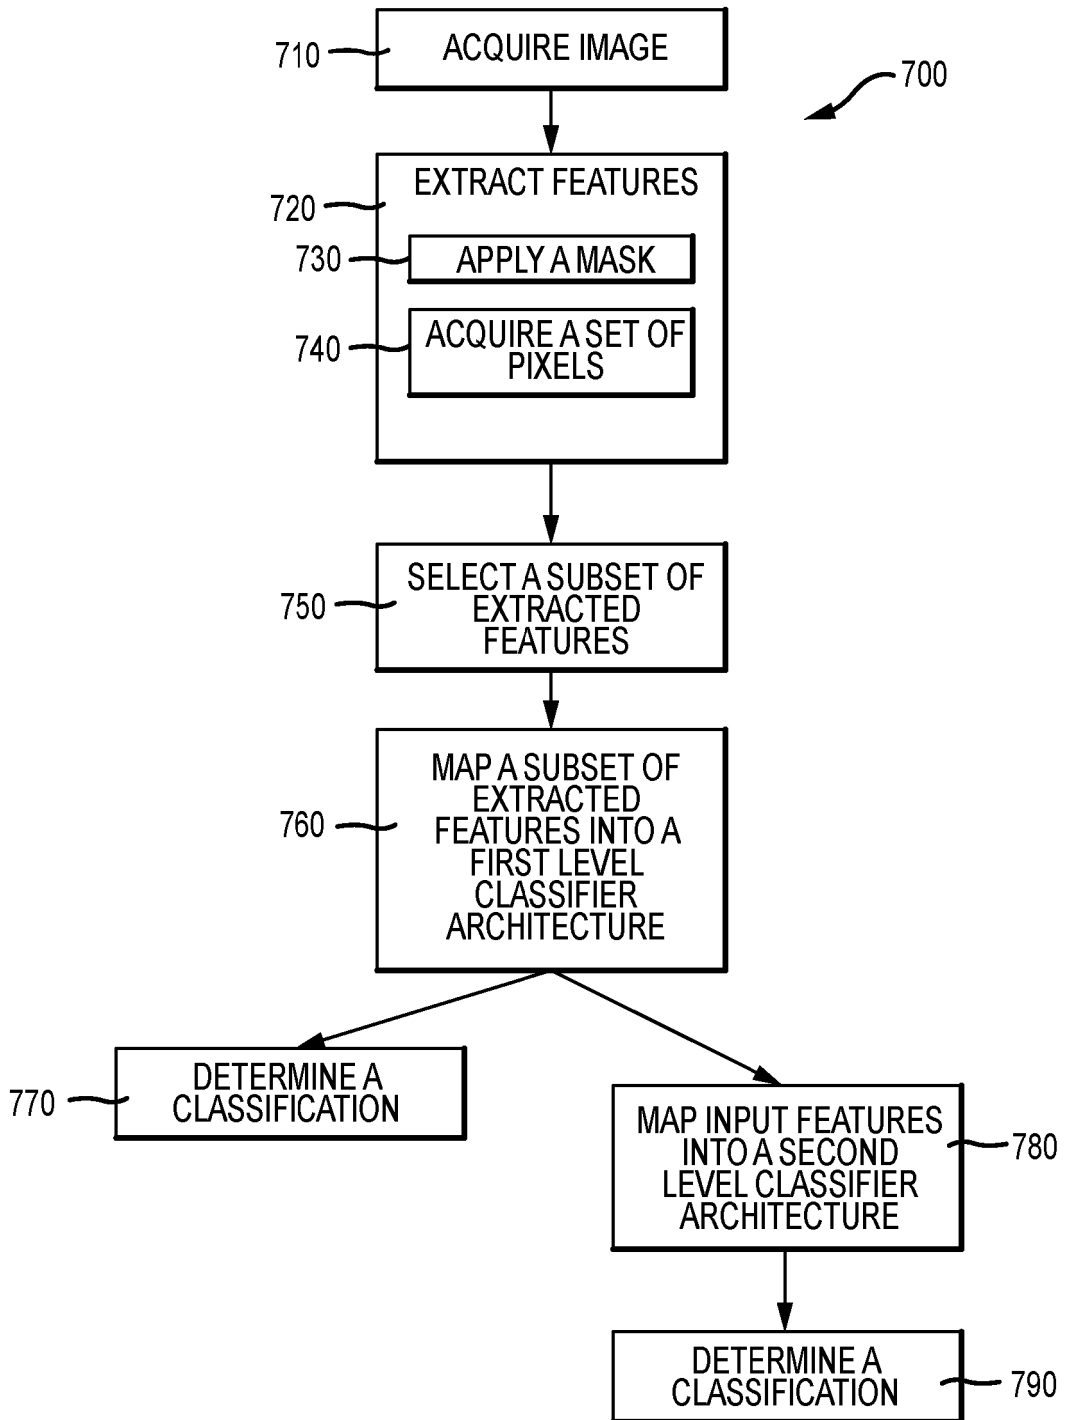 710
ACQUIRE IMAGE
700
EXTRACT FEATURES
720
730
APPLY A MASK
740
ACQUIRE A SET OF
PIXELS
750
SELECT A SUBSET OF
EXTRACTED
FEATURES
760
MAP A SUBSET OF
EXTRACTED
FEATURES INTO A
FIRST LEVEL
CLASSIFIER
ARCHITECTURE
770
DETERMINE A
CLASSIFICATION
MAP INPUT FEATURES
INTO A SECOND
LEVEL CLASSIFIER
ARCHITECTURE
780
DETERMINE A
CLASSIFICATION
790